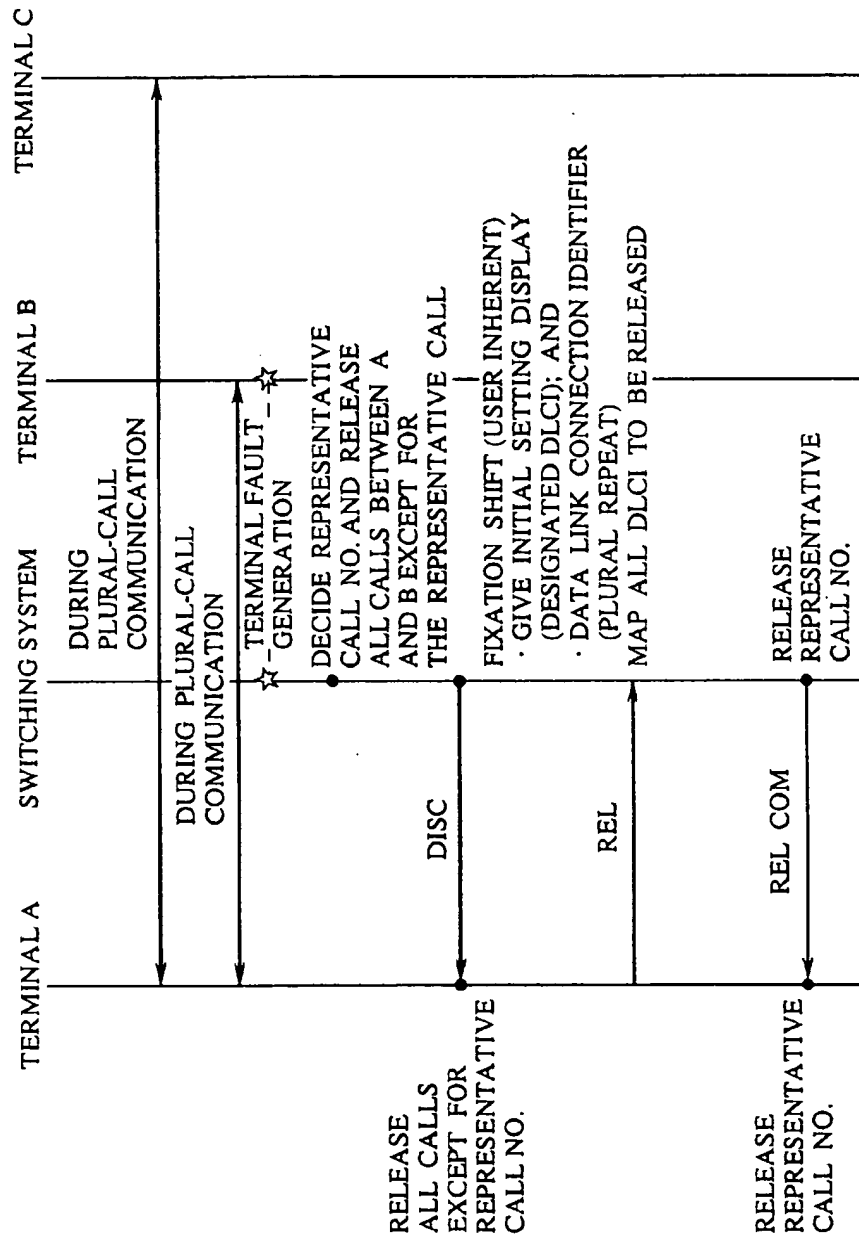 TERMINAL A
SWITCHING SYSTEM
TERMINAL B
TERMINAL C
DURING
PLURAL-CALL
COMMUNICATION
DURING PLURAL-CALL
COMMUNICATION
TERMINAL FAULT
GENERATION
DECIDE REPRESENTATIVE
CALL NO. AND RELEASE
ALL CALLS BETWEEN A
AND B EXCEPT FOR
THE REPRESENTATIVE CALL
RELEASE
ALL CALLS
EXCEPT FOR
REPRESENTATIVE
CALL NO.
DISC
FIXATION SHIFT (USER INHERENT)
· GIVE INITIAL SETTING DISPLAY
(DESIGNATED DLCI); AND
· DATA LINK CONNECTION IDENTIFIER
(PLURAL REPEAT)
MAP ALL DLCI TO BE RELEASED
REL
RELEASE
REPRESENTATIVE
CALL NO.
REL COM
RELEASE
REPRESENTATIVE
CALL NO.